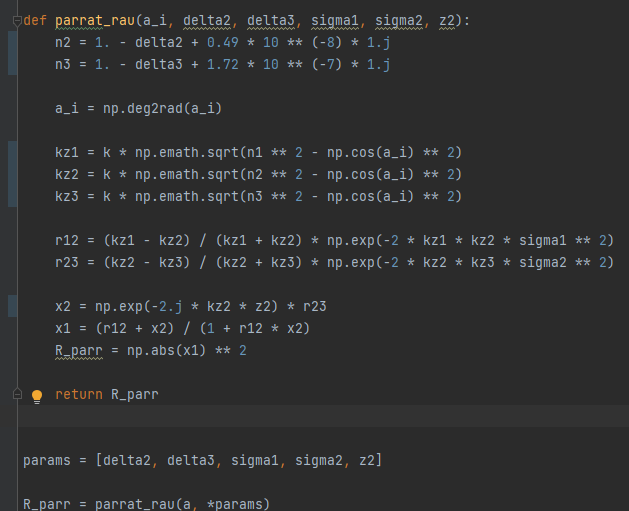 def parrat_rau(a_i, delta2, delta3, sigma1, sigma2, z2):
n2 = 1. - delta2 + 0.49 * 10 ** (-8) * 1.j
n3 = 1. - delta3 + 1.72 * 10 ** (-7) * 1.j
a_i = np.deg2rad(a_i)
kz1 = k * np.emath.sqrt(n1 ** 2 - np.cos(a_i) ** 2)
kz2 = k * np.emath.sqrt(n2 ** 2 - np.cos(a_i) ** 2)
kz3 = k * np.emath.sqrt(n3 ** 2 - np.cos(a_i) ** 2)
r12 = (kz1 - kz2) / (kz1 + kz2) * np.exp(-2 * kz1 * kz2 * sigma1 ** 2)
r23 = (kz2 - kz3) / (kz2 + kz3) * np.exp(-2 * kz2 * kz3 * sigma2 ** 2)
x2 = np.exp(-2.j * kz2 * z2) * r23
x1 = (r12 + x2) / (1 + r12 * x2)
R_parr = np.abs(x1) ** 2
return R_parr
params = [delta2, delta3, sigma1, sigma2, z2]
R_parr = parrat_rau(a, *params)